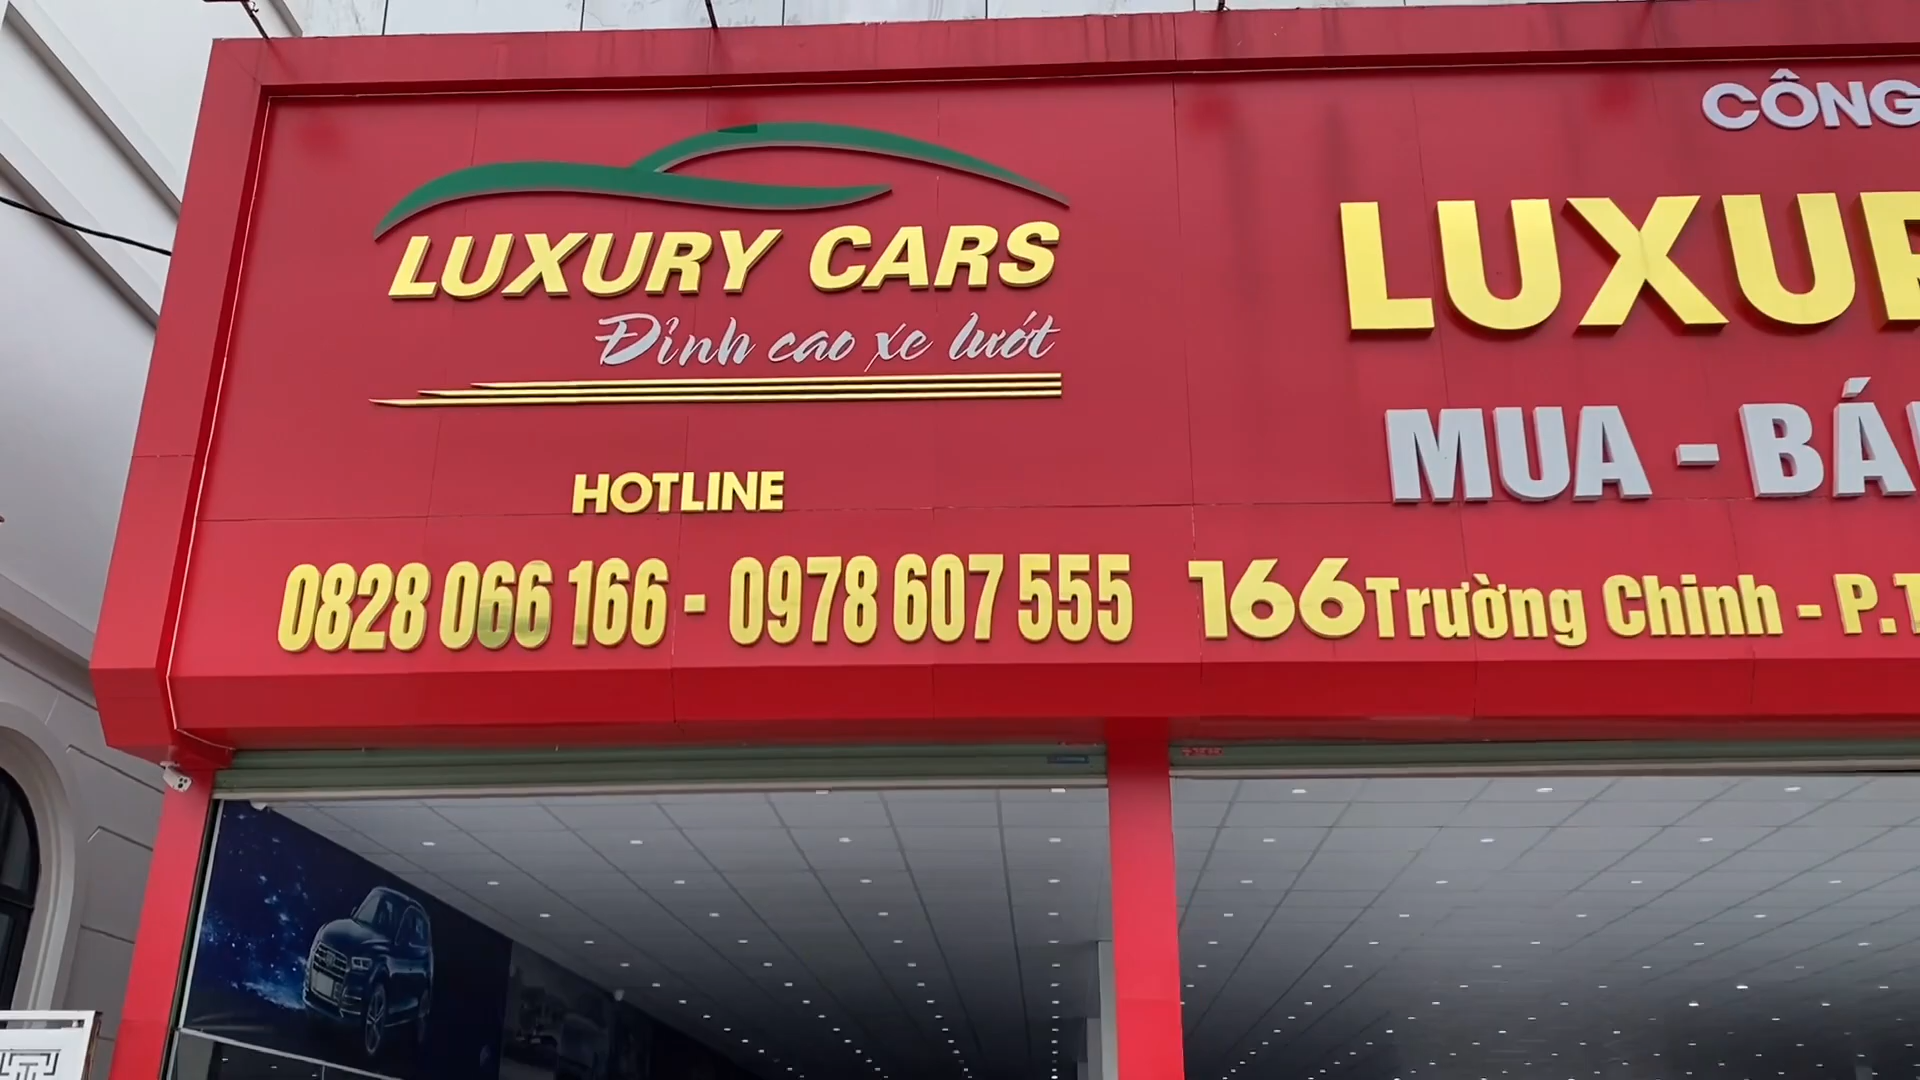 LUXURY CARS
Đỉnh cao xe lướt
HOTLINE
0828 066 166 - 0978 607 555
CÔNG
LUXUR
MUA - BÁ
166 Trường Chinh - P.T